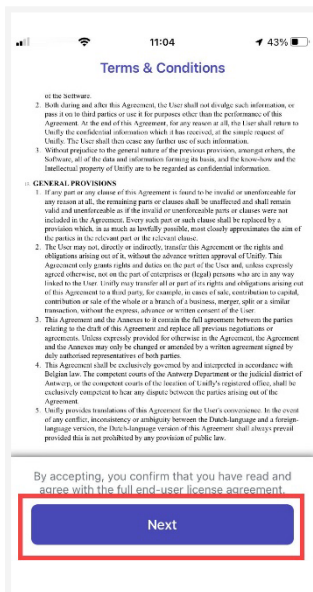 11:04
43%
Terms & Conditions
of the Software.
2. Both during and after this Agreement, the User shall not divulge such information, or
pass it on to third parties or use it for purposes other than the performance of this
Agreement. At the end of this Agreement, for any reason at all, the User shall return to
Unifly the confidential information which it has received, at the simple request of
Unifly. The User shall then cease any further use of such information.
3. Without prejudice to the general nature of the previous provision, amongst others, the
Software, all of the data and information forming its basis, and the know-how and the
Intellectual property of Unifly are to be regarded as confidential information.
GENERAL PROVISIONS
1. If any part or any clause of this Agreement is found to be invalid or unenforceable for
any reason at all, the remaining parts or clauses shall be unaffected and shall remain
valid and unenforceable as if the invalid or unenforceable parts or clauses were not
included in the Agreement. Every such part or such clause shall be replaced by a
provision which, in as much as lawfully possible, most closely approximates the aim of
the parties in the relevant part or the relevant clause.
2. The User may not, directly or indirectly, transfer this Agreement or the rights and
obligations arising out of it, without the advance written approval of Unifly. This
Agreement only grants rights and duties on the part of the User and, unless expressly
agreed otherwise, not on the part of enterprises or (legal) persons who are in any way
linked to the User. Unifly may transfer all or part of its rights and obligations arising out
of this Agreement to a third party, for example, in cases of sale, contribution to capital,
contribution or sale of the whole or a branch of a business, merger, split or a similar
transaction, without the express, advance or written consent of the User.
3. This Agreement and the Annexes to it contain the full agreement between the parties
relating to the draft of this Agreement and replace all previous negotiations or
agreements. Unless expressly provided for otherwise in the Agreement, the Agreement
and the Annexes may only be changed or amended by a written agreement signed by
duly authorised representatives of both parties.
4. This Agreement shall be exclusively governed by and interpreted in accordance with
Belgian law. The competent courts of the Antwerp Department or the judicial district of
Antwerp, or the competent courts of the location of Unifly's registered office, shall be
exclusively competent to hear any dispute between the parties arising out of the
Agreement.
5. Unifly provides translations of this Agreement for the User's convenience. In the event
of any conflict, inconsistency or ambiguity between the Dutch-language and a foreign-
language version, the Dutch-language version of this Agreement shall always prevail
provided this is not prohibited by any provision of public law.
By accepting, you confirm that you have read and
agree with the full end-user license agreement.
Next